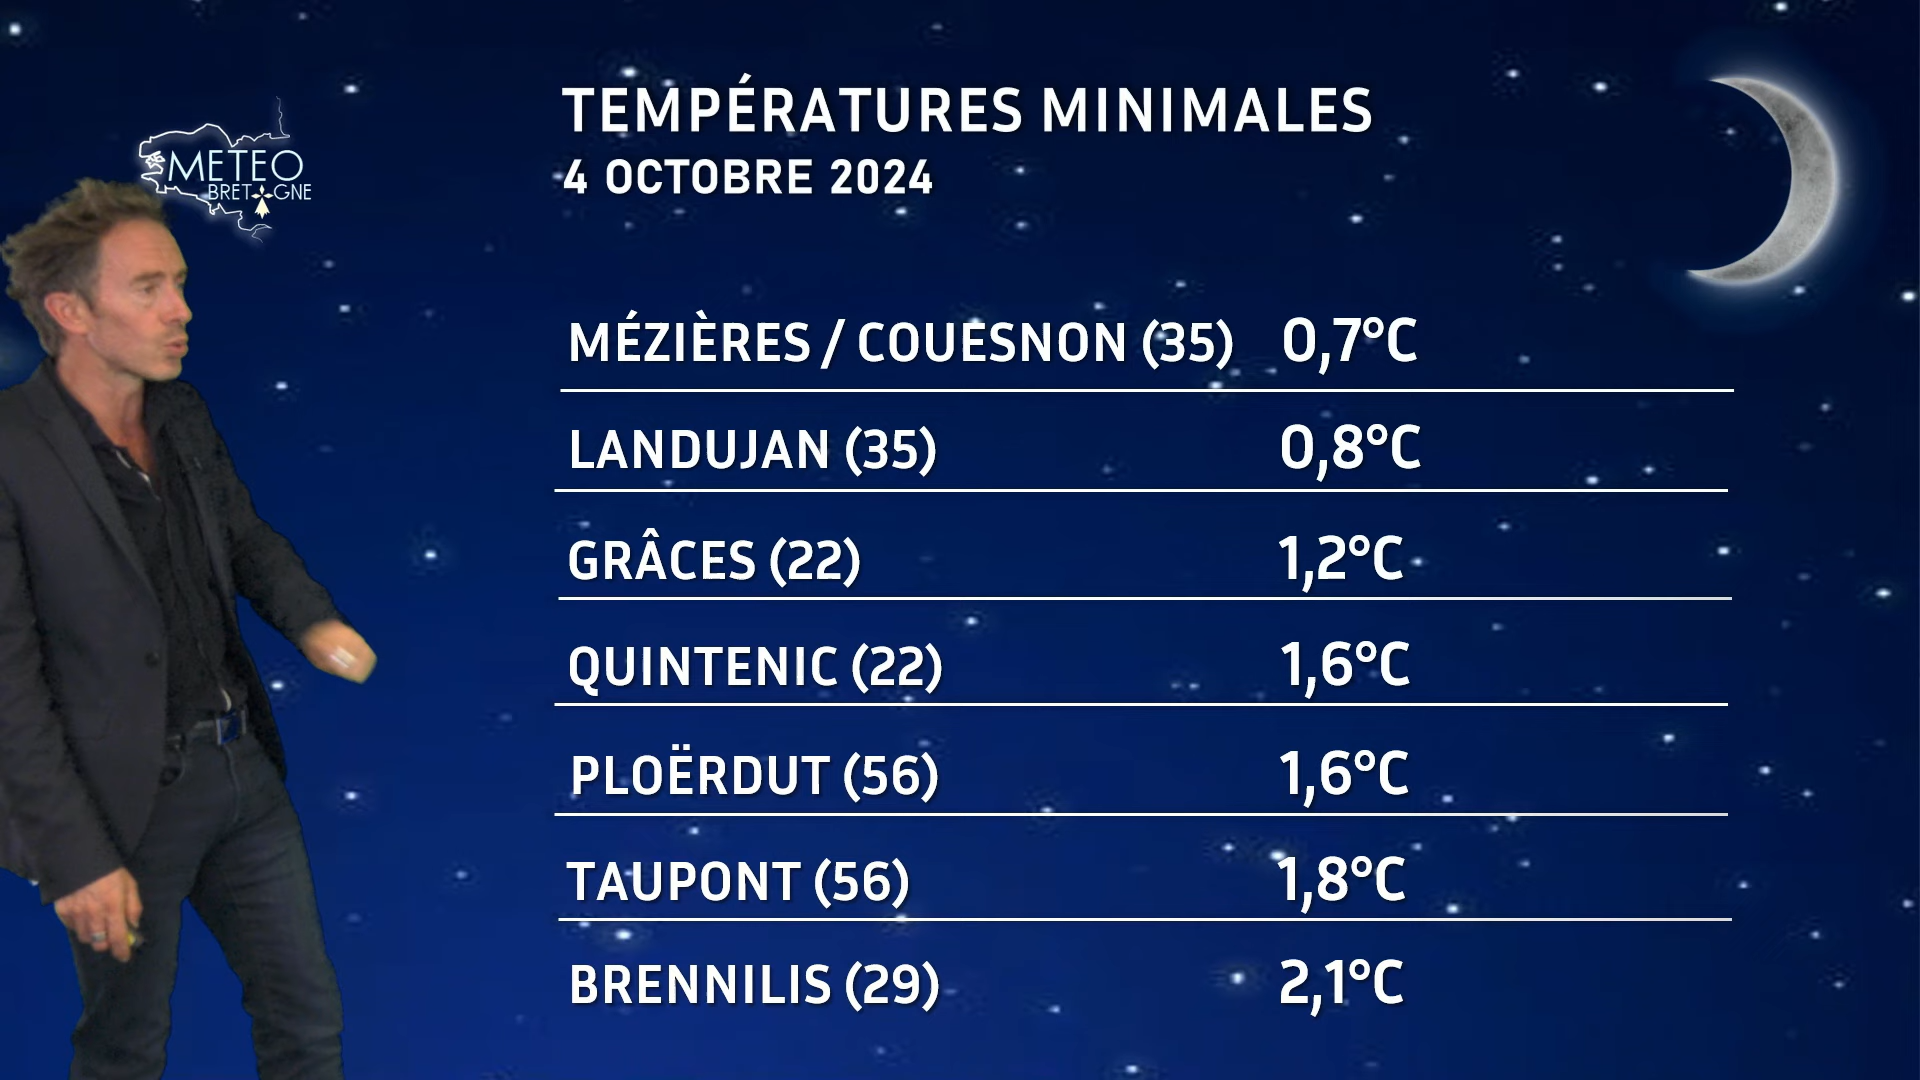 TEMPÉRATURES MINIMALES
4 OCTOBRE 2024
METEO
BRETAGNE
MÉZIÈRES / COUESNON (35) 0,7°C
LANDUJAN (35) 0,8°C
GRÂCES (22) 1,2°C
QUINTENIC (22) 1,6°C
PLOËRDUT (56) 1,6°C
TAUPONT (56) 1,8°C
BRENNILIS (29) 2,1°C